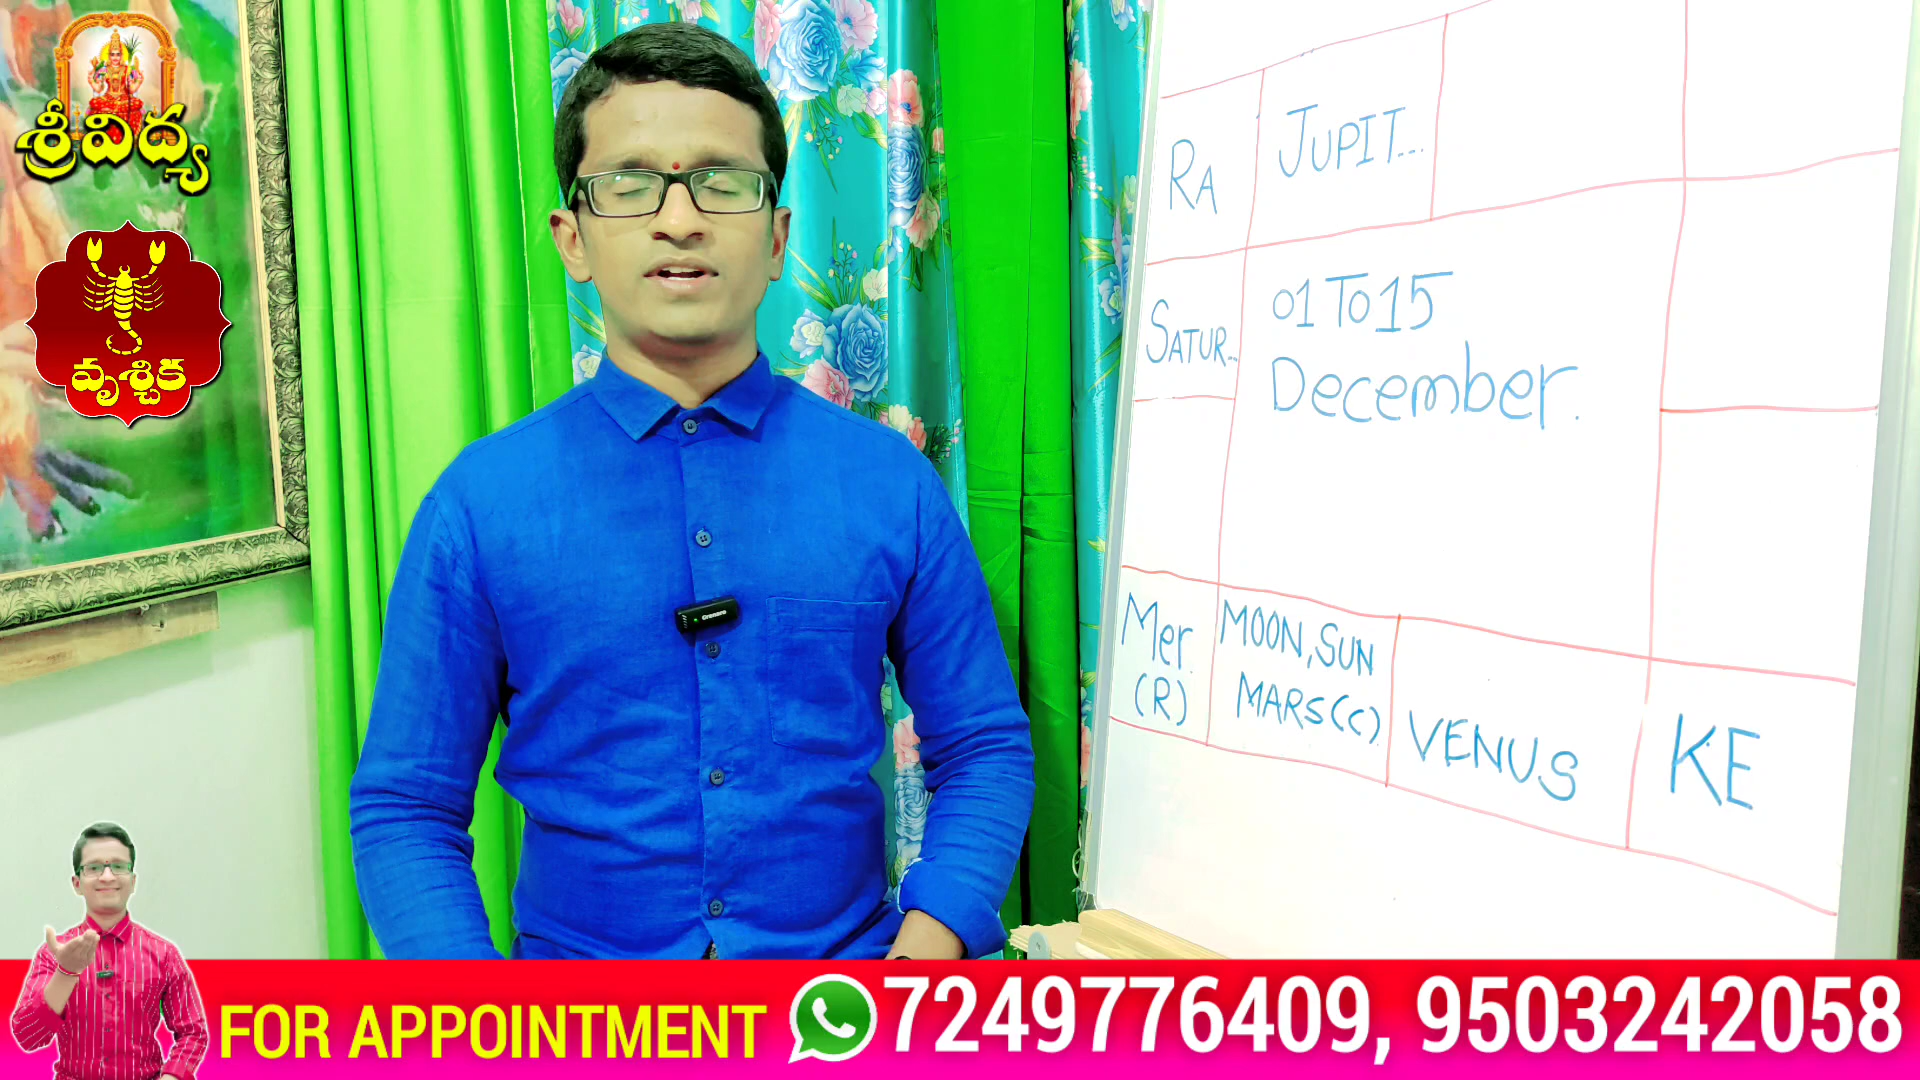 శ్రీవిద్య
వృశ్చిక
RA
JUPIT...
SATUR...
01 TO 15
December.
Mer.
(R)
MOON, SUN
MARS(C)
VENUS
KE
FOR APPOINTMENT 7249776409, 9503242058